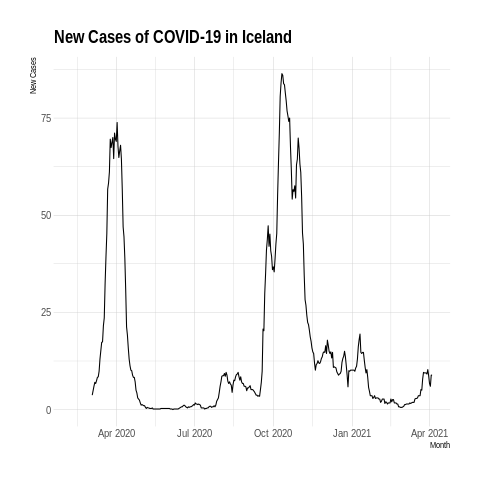 New Cases of COVID-19 in Iceland
New Cases
75
50
25
0
Apr 2020 Jul 2020 Oct 2020 Jan 2021 Apr 2021
Month